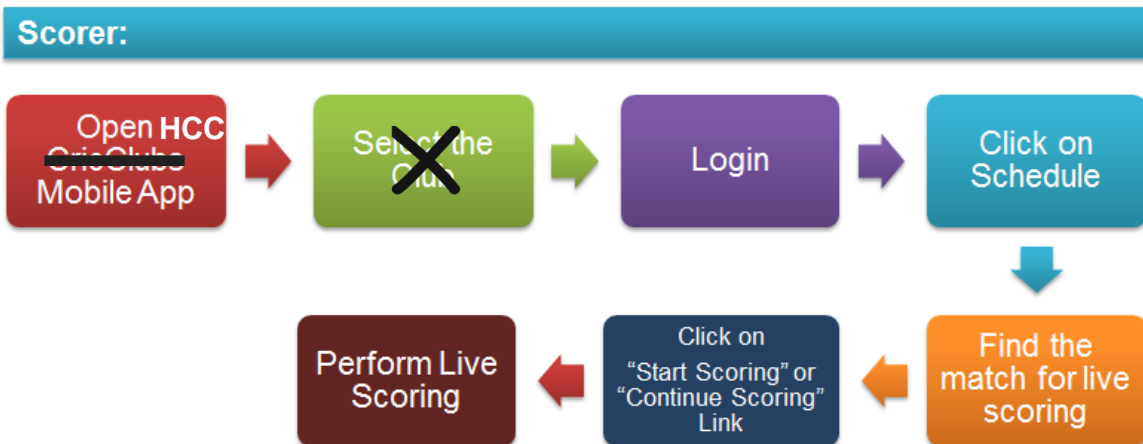 Scorer:
Open HCC
CricClubs
Mobile App
Select the
Club
Login
Click on
Schedule
Find the
match for live
scoring
Click on
“Start Scoring” or
“Continue Scoring”
Link
Perform Live
Scoring